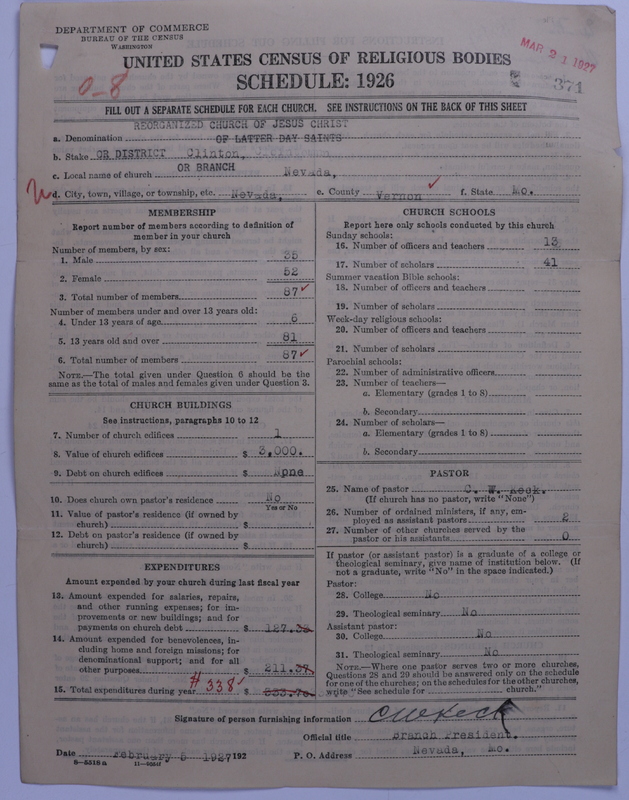 DEPARTMENT OF COMMERCE
BUREAU OF THE CENSUS
WASHINGTON
MAR 21 1927
UNITED STATES CENSUS OF RELIGIOUS BODIES
0-8
SCHEDULE: 1926
371
FILL OUT A SEPARATE SCHEDULE FOR EACH CHURCH. SEE INSTRUCTIONS ON THE BACK OF THIS SHEET
REORGANIZED CHURCH OF JESUS CHRIST
a. Denomination OF LATTER DAY SAINTS
b. Stake OR DISTRICT Clinton,
OR BRANCH
c. Local name of church Nevada,
d. City, town, village, or township, etc. Nevada, e. County Vernon f. State Mo.
MEMBERSHIP
Report number of members according to definition of
member in your church
Number of members, by sex:
1. Male 35
2. Female 52
3. Total number of members 87
Number of members under and over 13 years old:
4. Under 13 years of age 6
5. 13 years old and over 81
6. Total number of members 87
NOTE.—The total given under Question 6 should be the
same as the total of males and females given under Question 3.
CHURCH BUILDINGS
See instructions, paragraphs 10 to 12
7. Number of church edifices 1
8. Value of church edifices $ 3,000.
9. Debt on church edifices $ None
10. Does church own pastor's residence No
Yes or No
11. Value of pastor's residence (if owned by
church) $
12. Debt on pastor's residence (if owned by
church) $
EXPENDITURES
Amount expended by your church during last fiscal year
13. Amount expended for salaries, repairs,
and other running expenses; for im-
provements or new buildings; and for
payments on church debt $ 127.38
14. Amount expended for benevolences, in-
cluding home and foreign missions; for
denominational support; and for all
other purposes $ 211.37
#338
15. Total expenditures during year $
CHURCH SCHOOLS
Report here only schools conducted by this church
Sunday schools:
16. Number of officers and teachers 13
17. Number of scholars 41
Summer vacation Bible schools:
18. Number of officers and teachers
19. Number of scholars
Week-day religious schools:
20. Number of officers and teachers
21. Number of scholars
Parochial schools:
22. Number of administrative officers
23. Number of teachers—
a. Elementary (grades 1 to 8)
b. Secondary
24. Number of scholars—
a. Elementary (grades 1 to 8)
b. Secondary
PASTOR
25. Name of pastor C. W. Keck.
(If church has no pastor, write "None")
26. Number of ordained ministers, if any, em-
ployed as assistant pastors 2
27. Number of other churches served by the
pastor or his assistants 0
If pastor (or assistant pastor) is a graduate of a college or
theological seminary, give name of institution below. (If
not a graduate, write "No" in the space indicated.)
Pastor:
28. College No
29. Theological seminary No
Assistant pastor:
30. College No
31. Theological seminary No
NOTE.—Where one pastor serves two or more churches,
Questions 28 and 29 should be answered only on the schedule
for one of the churches; on the schedules for the other churches,
write "See schedule for church."
Signature of person furnishing information CW Keck
Official title Branch President.
Date February 5 1927 192 P. O. Address Nevada, Mo.
8-5518a